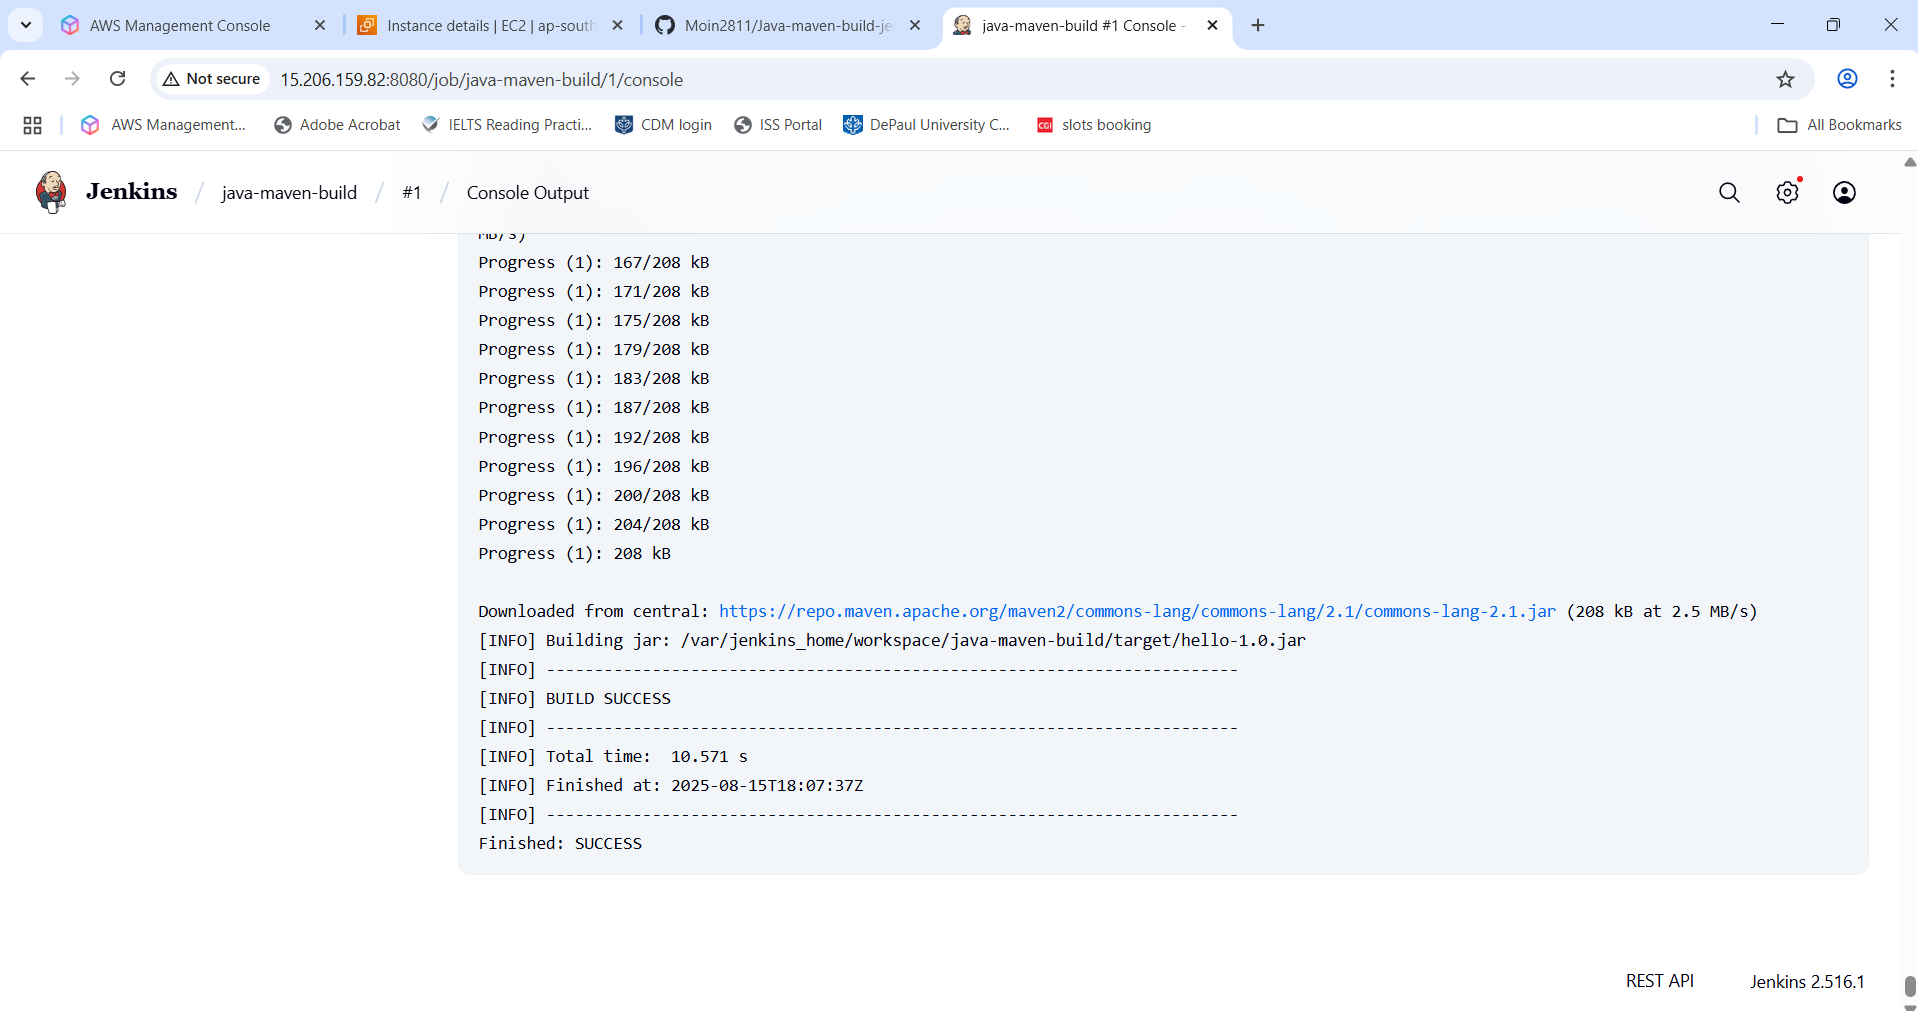 AWS Management Console
Instance details | EC2 | ap-south
Moin2811/Java-maven-build-je
java-maven-build #1 Console -
Not secure
15.206.159.82:8080/job/java-maven-build/1/console
AWS Management...
Adobe Acrobat
IELTS Reading Practi...
CDM login
ISS Portal
DePaul University C...
CGI
slots booking
All Bookmarks
Jenkins / java-maven-build / #1 / Console Output
MB/s)
Progress (1): 167/208 kB
Progress (1): 171/208 kB
Progress (1): 175/208 kB
Progress (1): 179/208 kB
Progress (1): 183/208 kB
Progress (1): 187/208 kB
Progress (1): 192/208 kB
Progress (1): 196/208 kB
Progress (1): 200/208 kB
Progress (1): 204/208 kB
Progress (1): 208 kB
Downloaded from central: https://repo.maven.apache.org/maven2/commons-lang/commons-lang/2.1/commons-lang-2.1.jar (208 kB at 2.5 MB/s)
[INFO] Building jar: /var/jenkins_home/workspace/java-maven-build/target/hello-1.0.jar
[INFO] ------------------------------------------------------------------------
[INFO] BUILD SUCCESS
[INFO] ------------------------------------------------------------------------
[INFO] Total time:  10.571 s
[INFO] Finished at: 2025-08-15T18:07:37Z
[INFO] ------------------------------------------------------------------------
Finished: SUCCESS
REST API
Jenkins 2.516.1